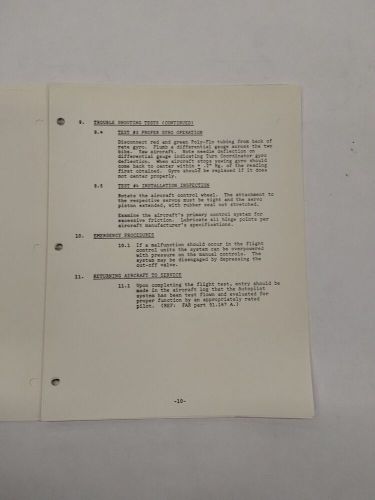 9. TROUBLE SHOOTING TESTS (CONTINUED)
9.4 TEST #3 PROPER GYRO OPERATION
Disconnect red and green Poly-Flo tubing from back of
rate gyro. Plumb a differential gauge across the two
hibs. Yaw aircraft. Note needle deflection on
differential gauge indicating Turn Coordinator gyro
deflection. When aircraft stops yawing gyro should
come back to center within + .2" Hg. of the reading
first obtained. Gyro should be replaced if it does
not center properly.
9.5 TEST #4 INSTALLATION INSPECTION
Rotate the aircraft control wheel. The attachment to
the respective servos must be tight and the servo
piston extended, with rubber seal not stretched.
Examine the aircraft's primary control system for
excessive friction. Lubricate all hinge points per
aircraft manufacturer's specifications.
10. EMERGENCY PROCEDURES
10.1 If a malfunction should occur in the flight
control units the system can be overpowered
with pressure on the manual controls. The
system may be disengaged by depressing the
cut-off valve.
11. RETURNING AIRCRAFT TO SERVICE
11.1 Upon completing the flight test, entry should be
made in the aircraft log that the Autopilot
system has been test flown and evaluated for
proper function by an appropriately rated
pilot. (REF. FAR part 91.167 A.)
-10-